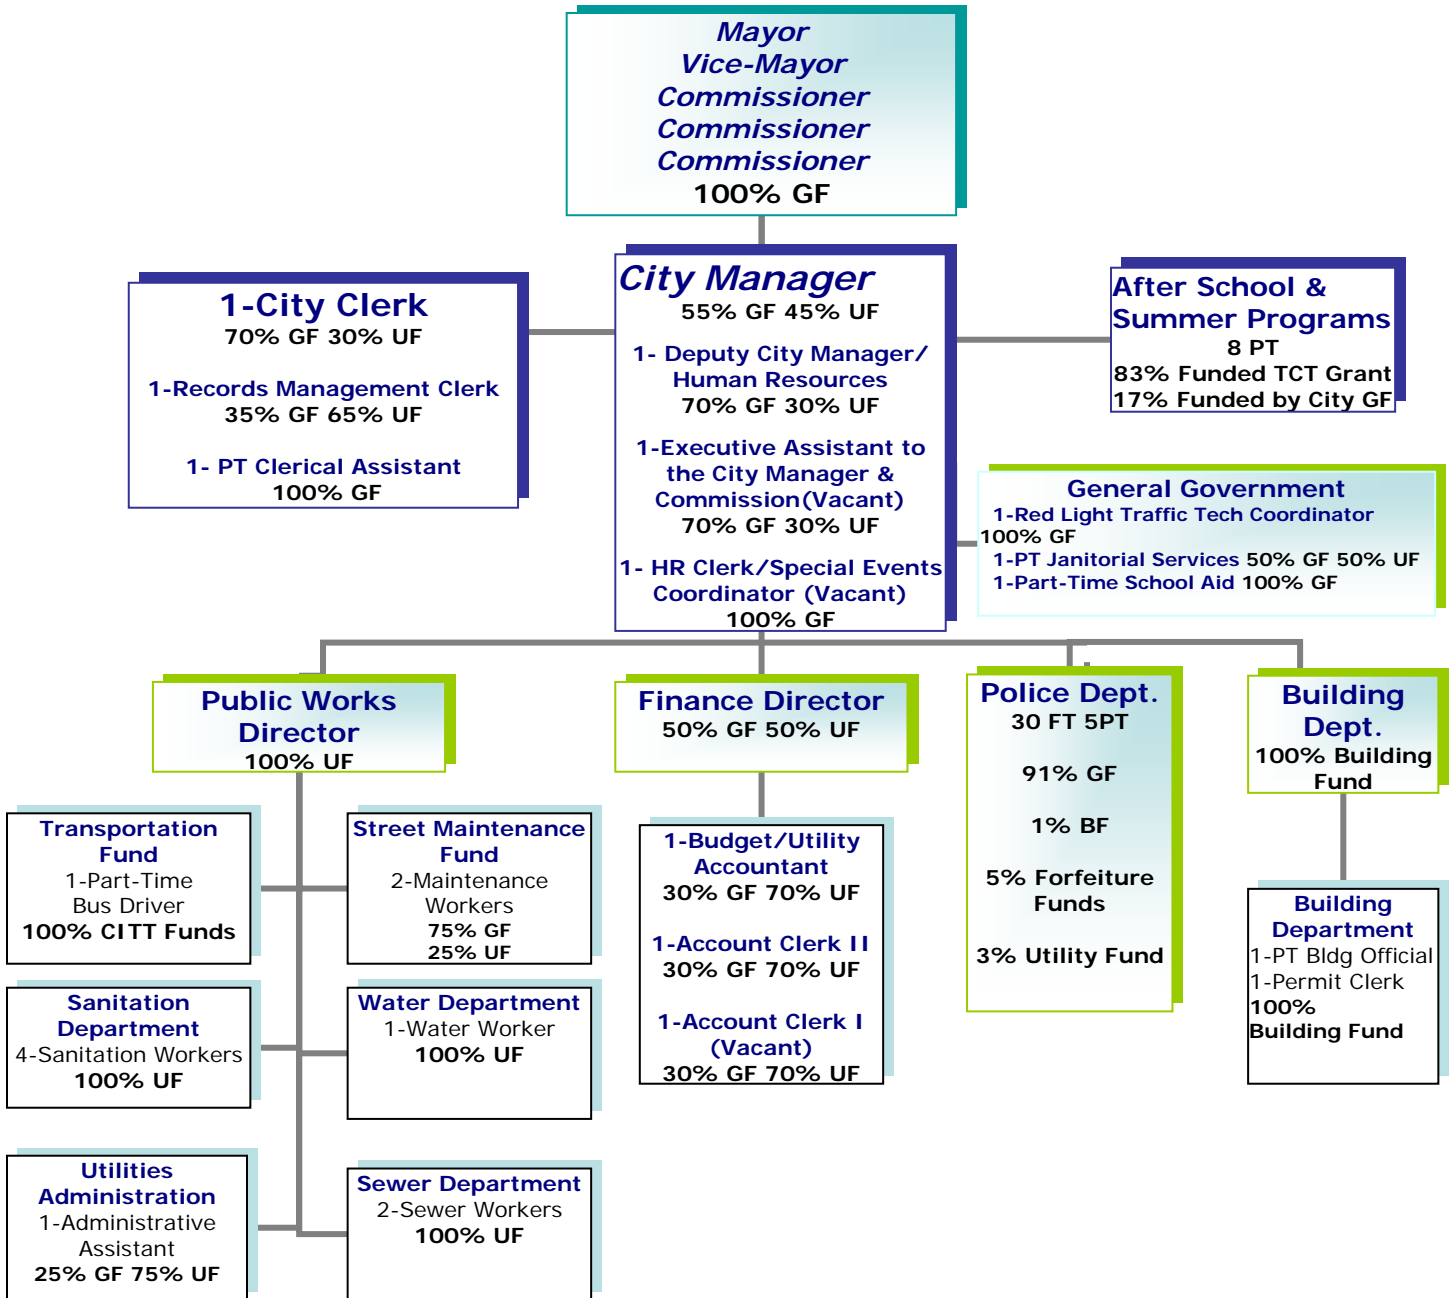 Mayor
Vice-Mayor
Commissioner
Commissioner
Commissioner
100% GF
1-City Clerk
70% GF 30% UF
1-Records Management Clerk
35% GF 65% UF
1- PT Clerical Assistant
100% GF
City Manager
55% GF 45% UF
1- Deputy City Manager/
Human Resources
70% GF 30% UF
1-Executive Assistant to
the City Manager &
Commission(Vacant)
70% GF 30% UF
1- HR Clerk/Special Events
Coordinator (Vacant)
100% GF
After School &
Summer Programs
8 PT
83% Funded TCT Grant
17% Funded by City GF
General Government
1-Red Light Traffic Tech Coordinator
100% GF
1-PT Janitorial Services 50% GF 50% UF
1-Part-Time School Aid 100% GF
Public Works
Director
100% UF
Finance Director
50% GF 50% UF
Police Dept.
30 FT 5PT
91% GF
1% BF
5% Forfeiture
Funds
3% Utility Fund
Building
Dept.
100% Building
Fund
Transportation
Fund
1-Part-Time
Bus Driver
100% CITT Funds
Street Maintenance
Fund
2-Maintenance
Workers
75% GF
25% UF
1-Budget/Utility
Accountant
30% GF 70% UF
1-Account Clerk II
30% GF 70% UF
1-Account Clerk I
(Vacant)
30% GF 70% UF
Building
Department
1-PT Bldg Official
1-Permit Clerk
100%
Building Fund
Sanitation
Department
4-Sanitation Workers
100% UF
Water Department
1-Water Worker
100% UF
Utilities
Administration
1-Administrative
Assistant
25% GF 75% UF
Sewer Department
2-Sewer Workers
100% UF